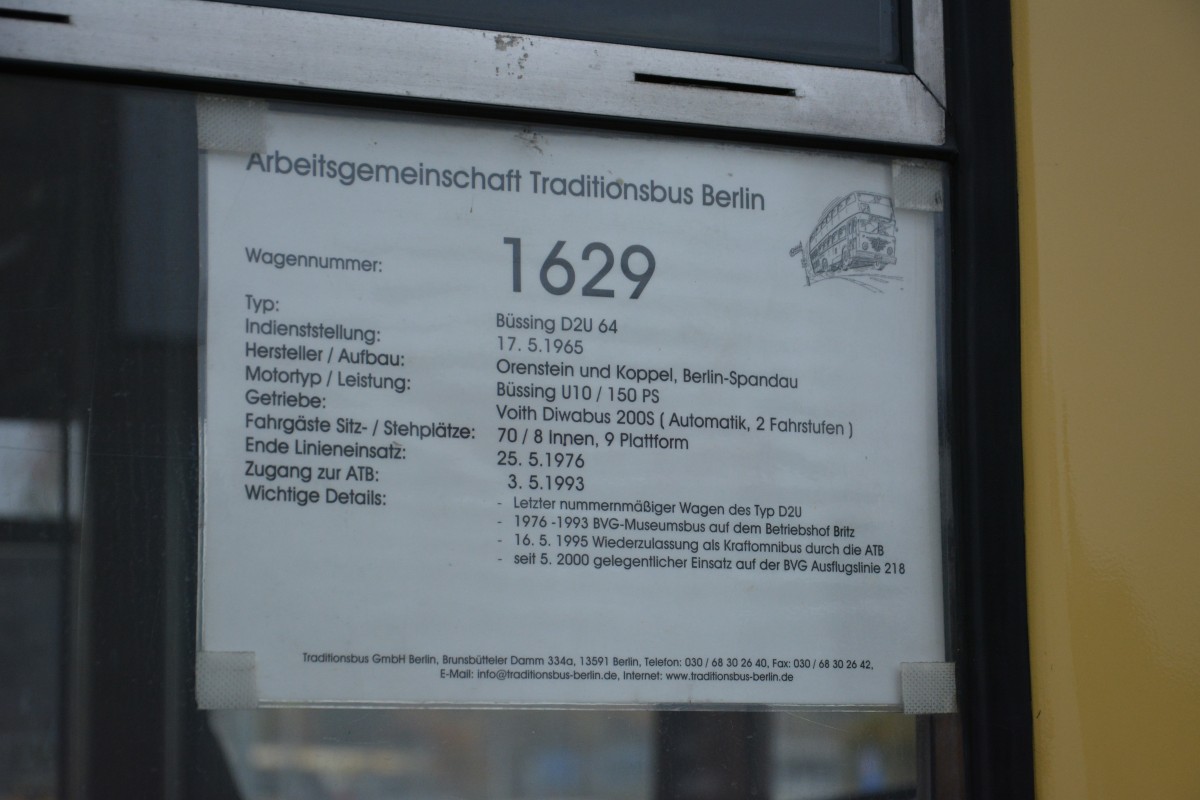 Arbeitsgemeinschaft Traditionsbus Berlin
Wagennummer: 1629
Typ: Büssing D2U 64
Indienststellung: 17. 5.1965
Hersteller / Aufbau: Orenstein und Koppel, Berlin-Spandau
Motortyp / Leistung: Büssing U10 / 150 PS
Getriebe: Voith Diwabus 200S ( Automatik, 2 Fahrstufen )
Fahrgäste Sitz- / Stehplätze: 70 / 8 Innen, 9 Plattform
Ende Linieneinsatz: 25. 5.1976
Zugang zur ATB: 3. 5.1993
Wichtige Details: - Letzter nummernmäßiger Wagen des Typ D2U
- 1976 -1993 BVG-Museumsbus auf dem Betriebshof Britz
- 16. 5. 1995 Wiederzulassung als Kraftomnibus durch die ATB
- seit 5. 2000 gelegentlicher Einsatz auf der BVG Ausflugslinie 218
Traditionsbus GmbH Berlin, Brunsbütteler Damm 334a, 13591 Berlin, Telefon: 030 / 68 30 26 40, Fax: 030 / 68 30 26 42,
E-Mail: info@traditionsbus-berlin.de, Internet: www.traditionsbus-berlin.de